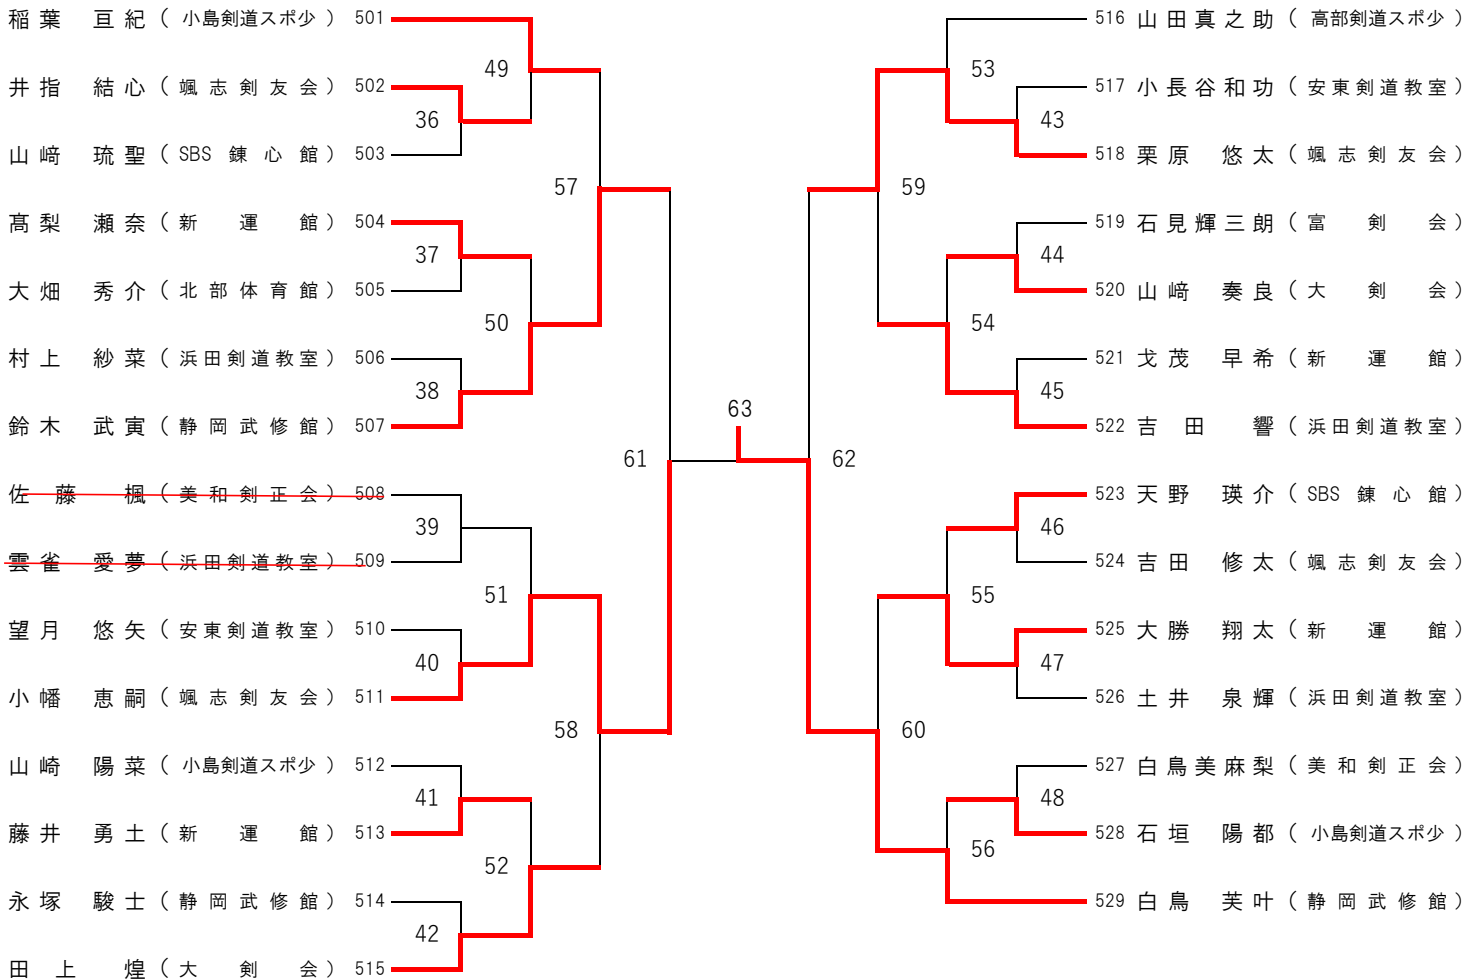 稲葉 亘紀 ( 小島剣道スポ少 ) 501
井指 結心 ( 颯志剣友会 ) 502
山﨑 琉聖 ( SBS 錬心館 ) 503
髙梨 瀬奈 ( 新運館 ) 504
大畑 秀介 ( 北部体育館 ) 505
村上 紗菜 ( 浜田剣道教室 ) 506
鈴木 武寅 ( 静岡武修館 ) 507
佐藤 楓 ( 美和剣正会 ) 508
雲雀 愛夢 ( 浜田剣道教室 ) 509
望月 悠矢 ( 安東剣道教室 ) 510
小幡 恵嗣 ( 颯志剣友会 ) 511
山崎 陽菜 ( 小島剣道スポ少 ) 512
藤井 勇土 ( 新運館 ) 513
永塚 駿士 ( 静岡武修館 ) 514
田上 煌 ( 大剣会 ) 515
36
37
38
39
40
41
42
49
50
51
52
57
58
61
63
62
59
60
53
54
55
56
43
44
45
46
47
48
516 山田真之助 ( 高部剣道スポ少 )
517 小長谷和功 ( 安東剣道教室 )
518 栗原 悠太 ( 颯志剣友会 )
519 石見輝三朗 ( 富剣会 )
520 山﨑 奏良 ( 大剣会 )
521 戈茂 早希 ( 新運館 )
522 吉田 響 ( 浜田剣道教室 )
523 天野 瑛介 ( SBS 錬心館 )
524 吉田 修太 ( 颯志剣友会 )
525 大勝 翔太 ( 新運館 )
526 土井 泉輝 ( 浜田剣道教室 )
527 白鳥美麻梨 ( 美和剣正会 )
528 石垣 陽都 ( 小島剣道スポ少 )
529 白鳥 芙叶 ( 静岡武修館 )